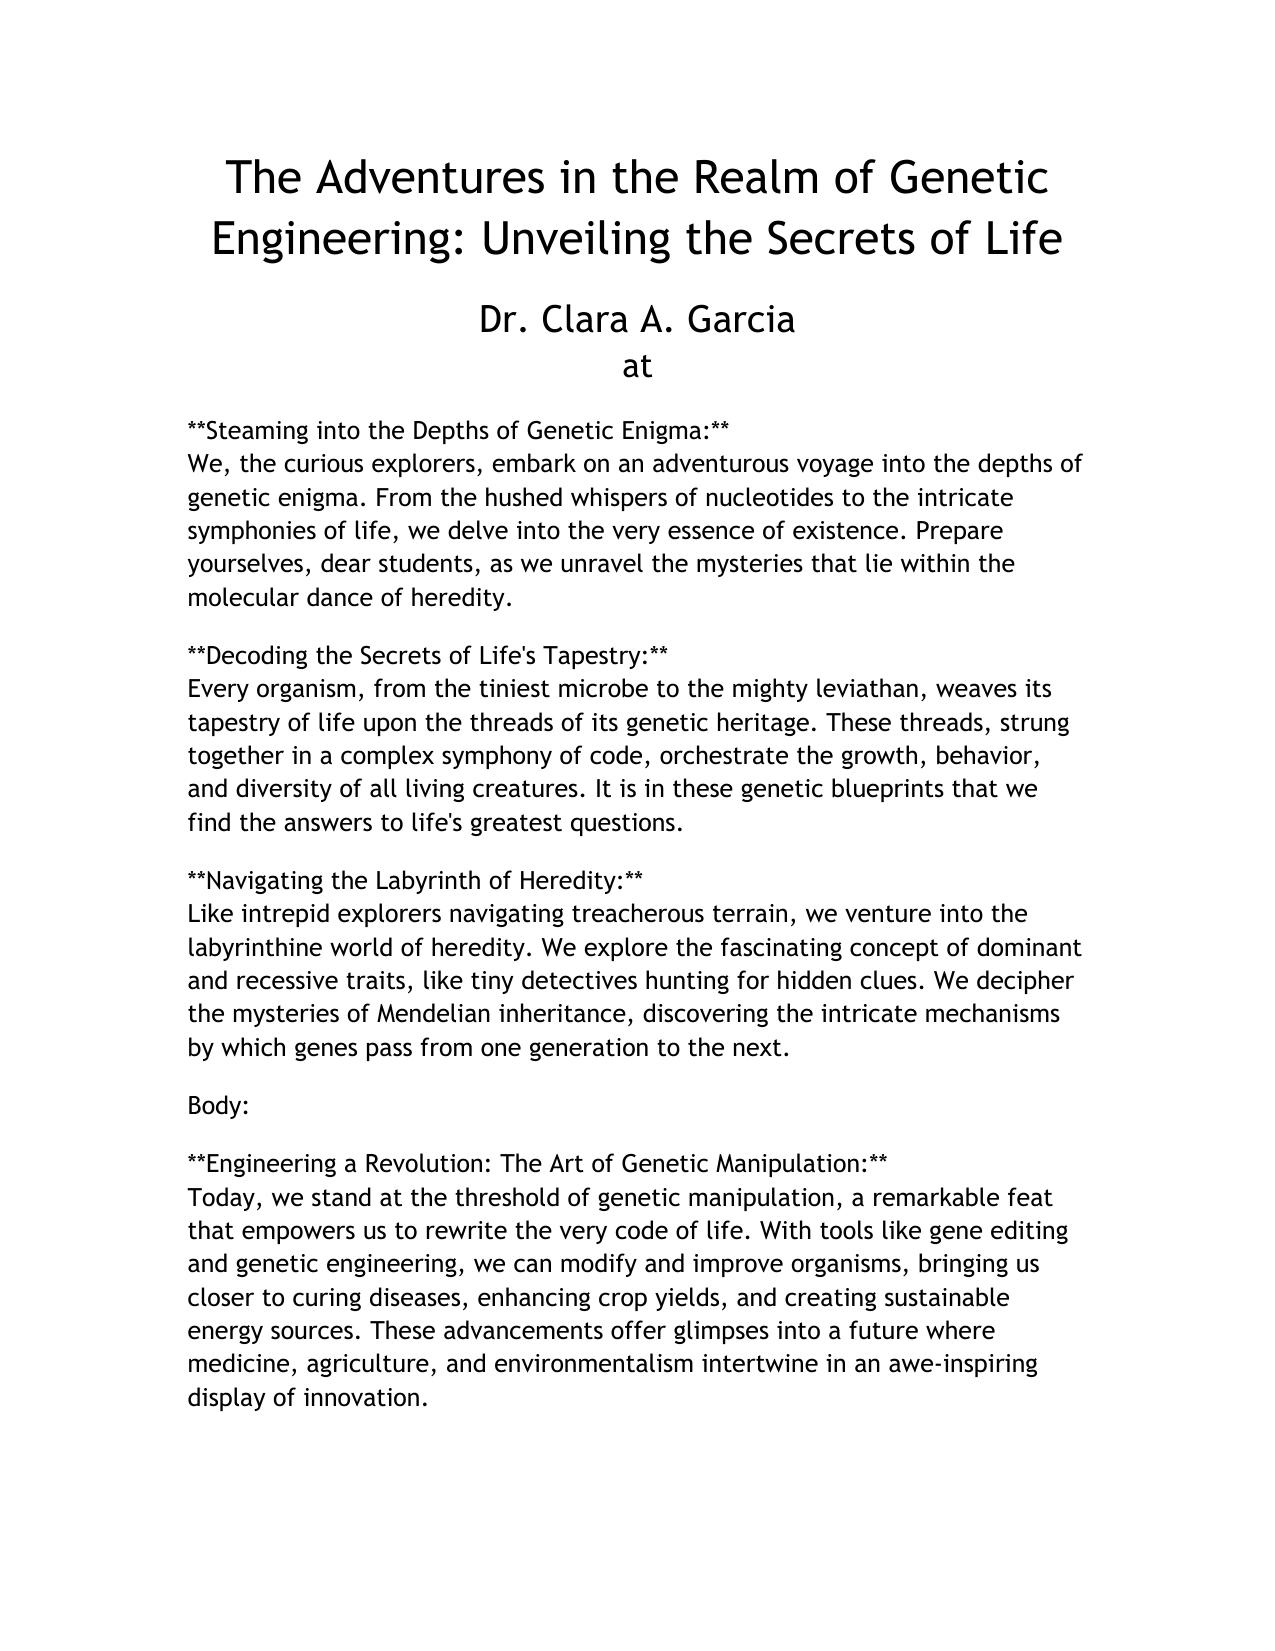 The Adventures in the Realm of Genetic
Engineering: Unveiling the Secrets of Life
Dr. Clara A. Garcia
at
**Steaming into the Depths of Genetic Enigma:**
We, the curious explorers, embark on an adventurous voyage into the depths of
genetic enigma. From the hushed whispers of nucleotides to the intricate
symphonies of life, we delve into the very essence of existence. Prepare
yourselves, dear students, as we unravel the mysteries that lie within the
molecular dance of heredity.
**Decoding the Secrets of Life's Tapestry:**
Every organism, from the tiniest microbe to the mighty leviathan, weaves its
tapestry of life upon the threads of its genetic heritage. These threads, strung
together in a complex symphony of code, orchestrate the growth, behavior,
and diversity of all living creatures. It is in these genetic blueprints that we
find the answers to life's greatest questions.
**Navigating the Labyrinth of Heredity:**
Like intrepid explorers navigating treacherous terrain, we venture into the
labyrinthine world of heredity. We explore the fascinating concept of dominant
and recessive traits, like tiny detectives hunting for hidden clues. We decipher
the mysteries of Mendelian inheritance, discovering the intricate mechanisms
by which genes pass from one generation to the next.
Body:
**Engineering a Revolution: The Art of Genetic Manipulation:**
Today, we stand at the threshold of genetic manipulation, a remarkable feat
that empowers us to rewrite the very code of life. With tools like gene editing
and genetic engineering, we can modify and improve organisms, bringing us
closer to curing diseases, enhancing crop yields, and creating sustainable
energy sources. These advancements offer glimpses into a future where
medicine, agriculture, and environmentalism intertwine in an awe-inspiring
display of innovation.